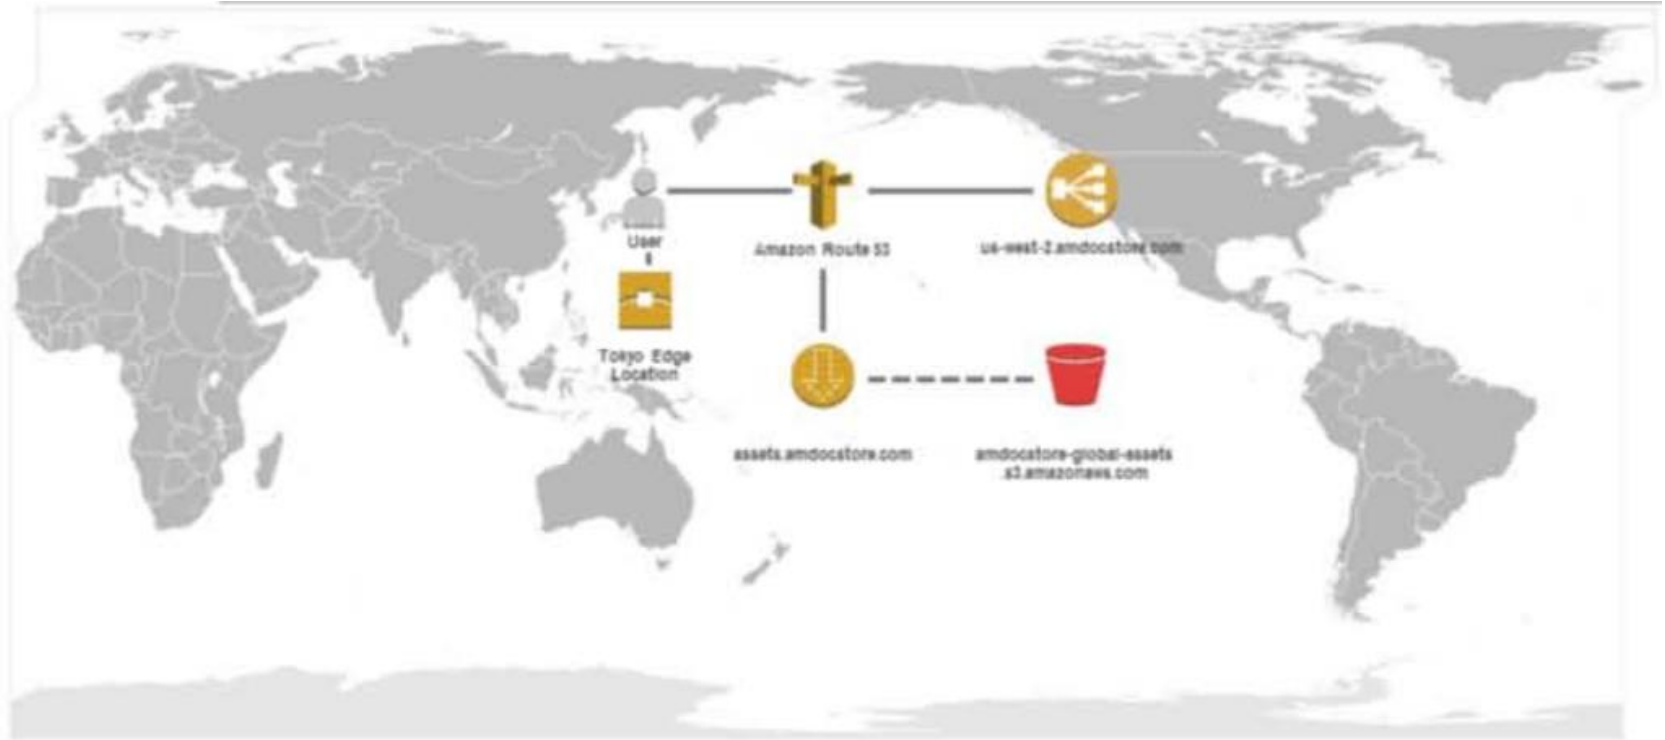 User
Amazon Route 53
us-west-2.amdocstore.com
Tokyo Edge
Location
assets.amdocstore.com
amdocstore-global-assets
.s3.amazonaws.com